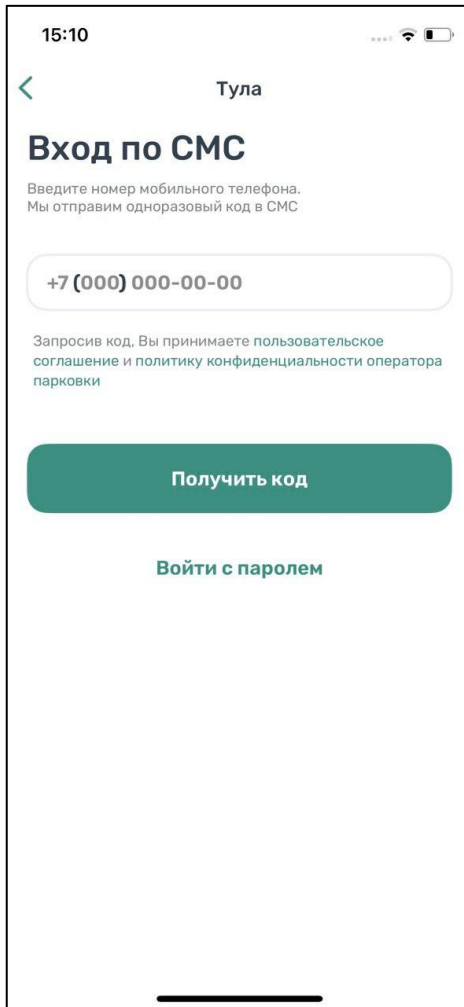 15:10
Тула
Вход по СМС
Введите номер мобильного телефона.
Мы отправим одноразовый код в СМС
+7 (000) 000-00-00
Запросив код, Вы принимаете пользовательское
соглашение и политику конфиденциальности оператора
парковки
Получить код
Войти с паролем